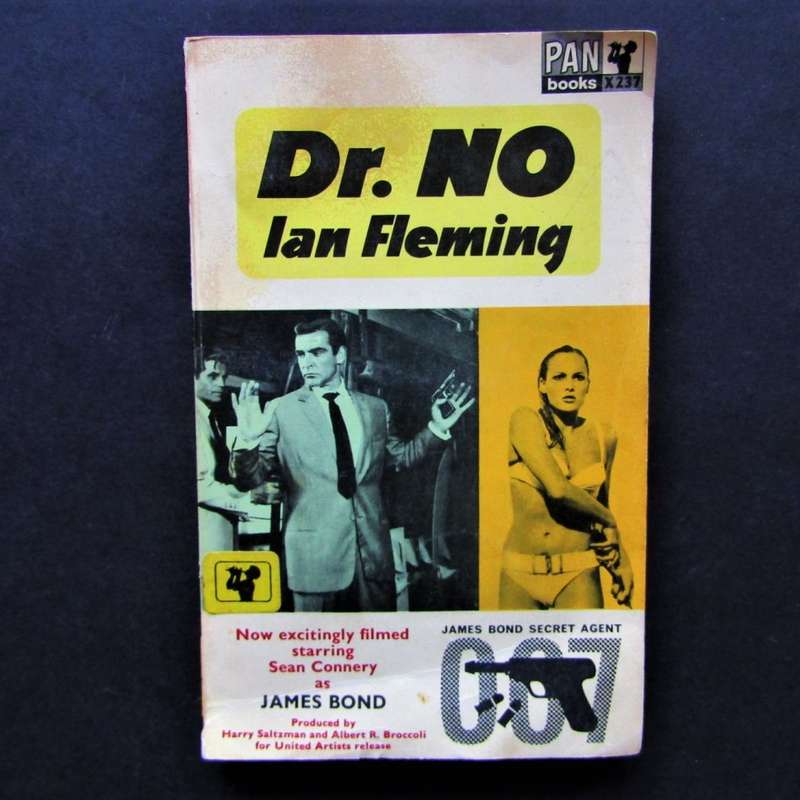 PAN
books X237
Dr. NO
Ian Fleming
Now excitingly filmed
starring
Sean Connery
as
JAMES BOND
Produced by
Harry Saltzman and Albert R. Broccoli
for United Artists release
JAMES BOND SECRET AGENT
007